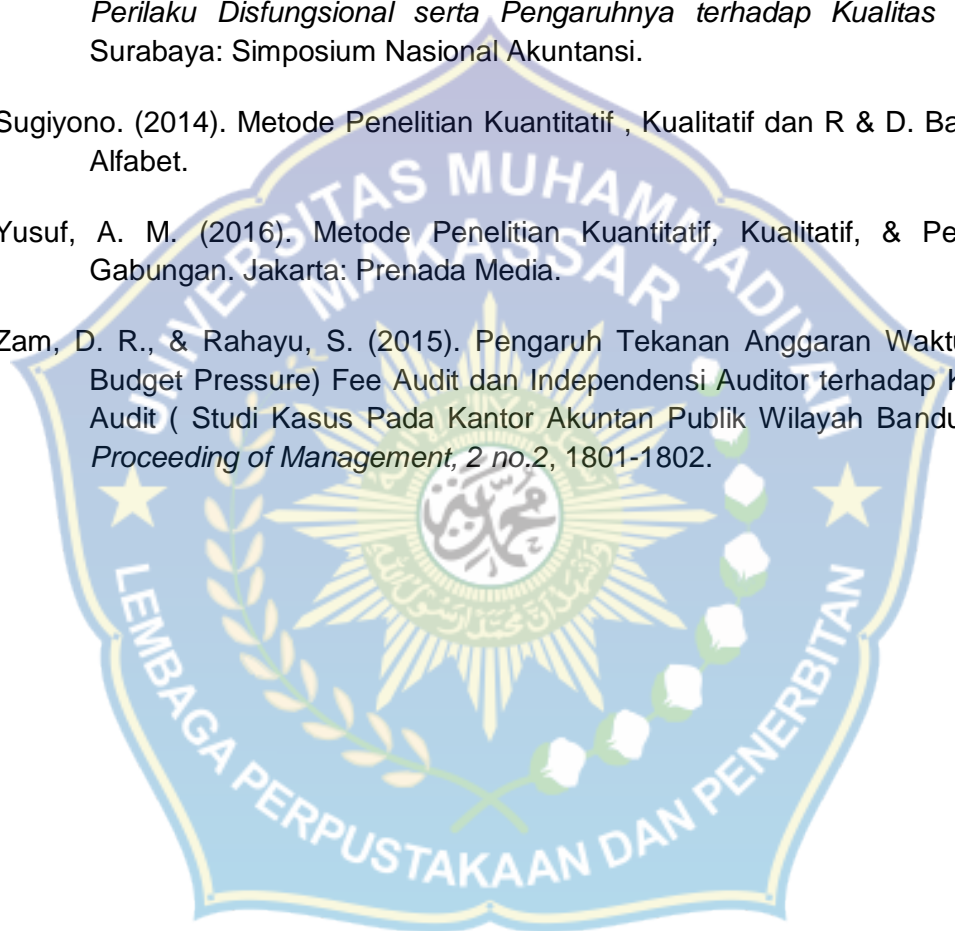 Perilaku Disfungsional serta Pengaruhnya terhadap Kualitas
Surabaya: Simposium Nasional Akuntansi.
Sugiyono. (2014). Metode Penelitian Kuantitatif , Kualitatif dan R & D. Ba
Alfabet.
Yusuf, A. M. (2016). Metode Penelitian Kuantitatif, Kualitatif, & Pe
Gabungan. Jakarta: Prenada Media.
Zam, D. R., & Rahayu, S. (2015). Pengaruh Tekanan Anggaran Waktu
Budget Pressure) Fee Audit dan Independensi Auditor terhadap K
Audit ( Studi Kasus Pada Kantor Akuntan Publik Wilayah Bandu
Proceeding of Management, 2 no.2, 1801-1802.
UNIVERSITAS MUHAMMADIYAH
MAKASSAR
محمد
LEMBAGA PERPUSTAKAAN DAN PENERBITAN